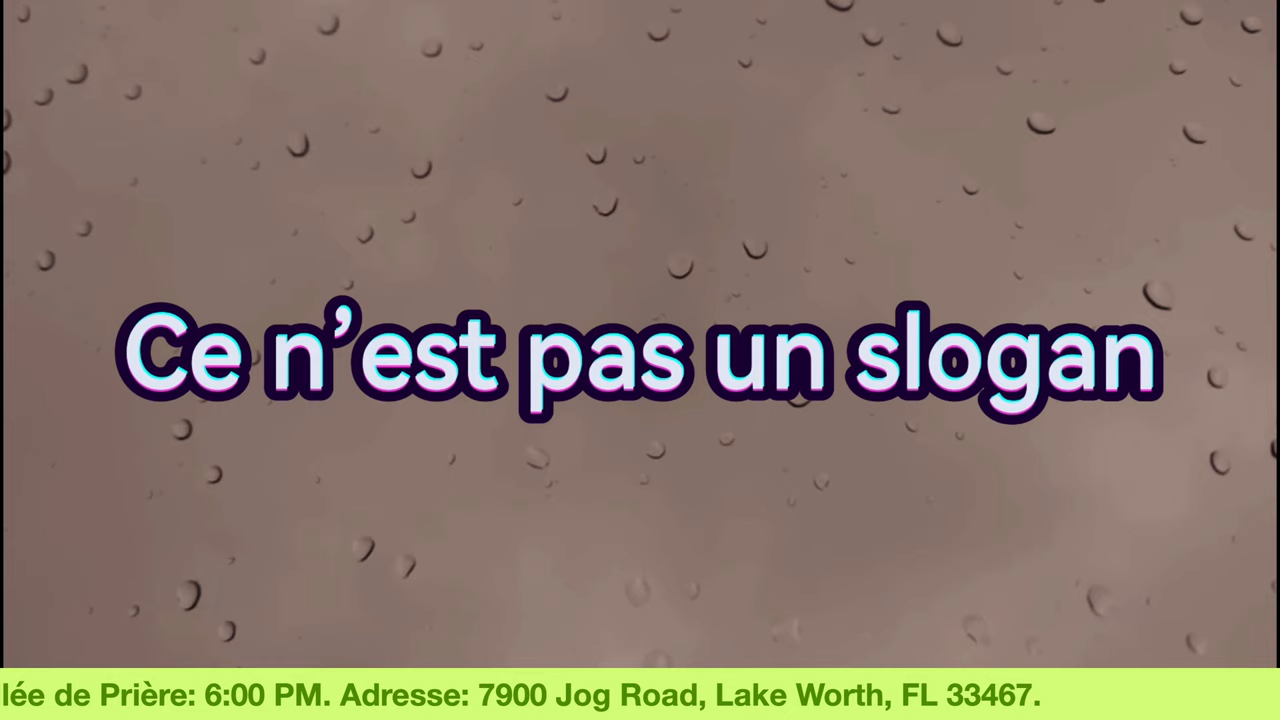 Ce n’est pas un slogan
lée de Prière: 6:00 PM. Adresse: 7900 Jog Road, Lake Worth, FL 33467.